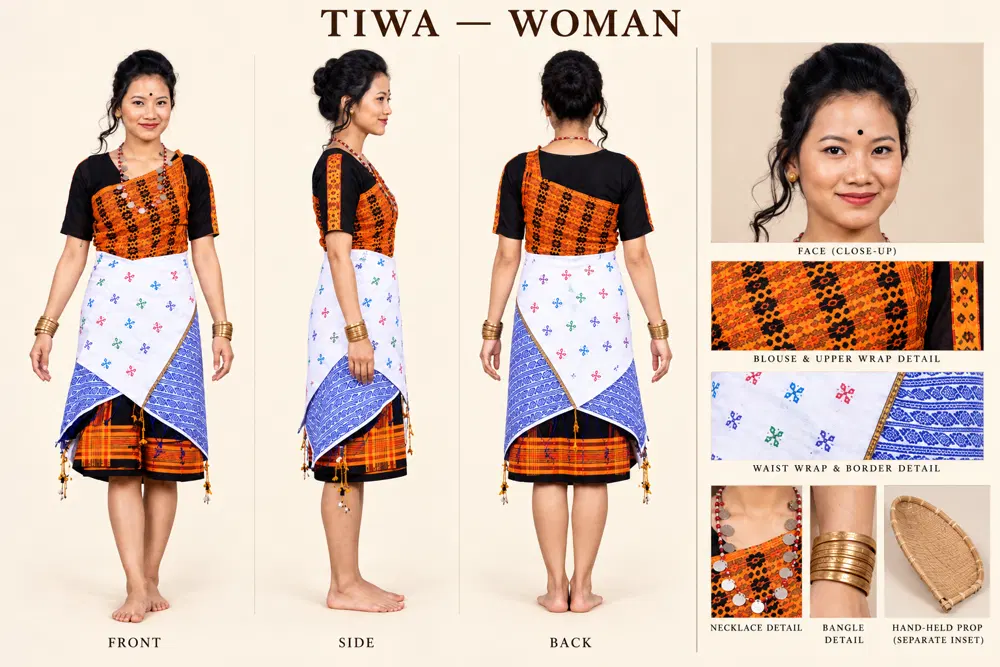 TIWA — WOMAN
FRONT
SIDE
BACK
FACE (CLOSE-UP)
BLOUSE & UPPER WRAP DETAIL
WAIST WRAP & BORDER DETAIL
NECKLACE DETAIL
BANGLE
DETAIL
HAND-HELD PROP
(SEPARATE INSET)